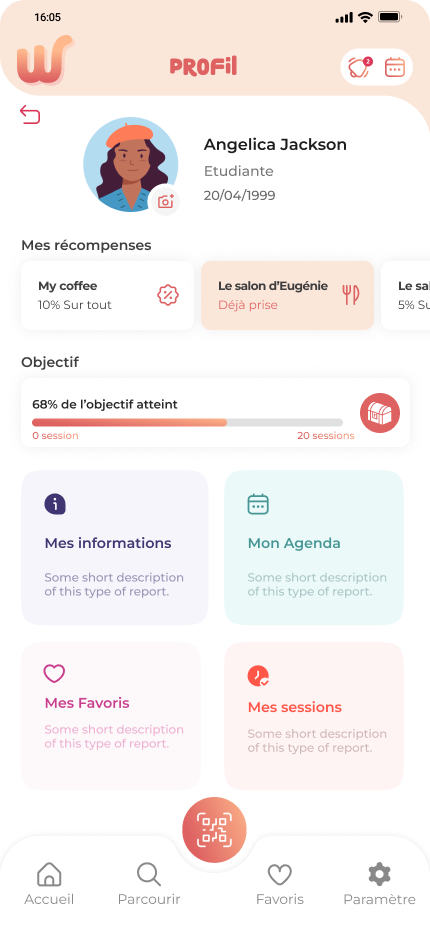 16:05
w
PROFil
2
Angelica Jackson
Etudiante
20/04/1999
Mes récompenses
My coffee
10% Sur tout
Le salon d'Eugénie
Déjà prise
Le sal
5% Su
Objectif
68% de l'objectif atteint
0 session
20 sessions
Mes informations
Some short description
of this type of report.
Mon Agenda
Some short description
of this type of report.
Mes Favoris
Some short description
of this type of report.
Mes sessions
Some short description
of this type of report.
Accueil
Parcourir
Favoris
Paramètre